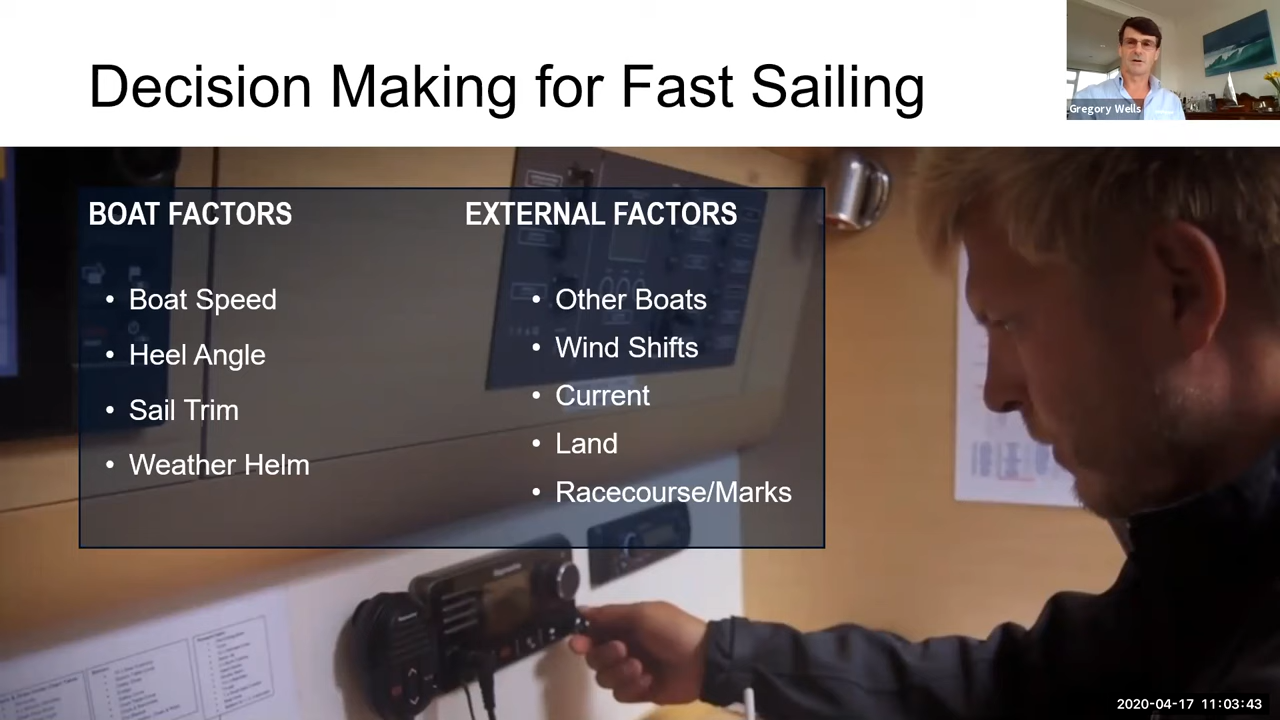 Decision Making for Fast Sailing
Gregory Wells
BOAT FACTORS
• Boat Speed
• Heel Angle
• Sail Trim
• Weather Helm
EXTERNAL FACTORS
• Other Boats
• Wind Shifts
• Current
• Land
• Racecourse/Marks
Raymarine
2020-04-17 11:03:43